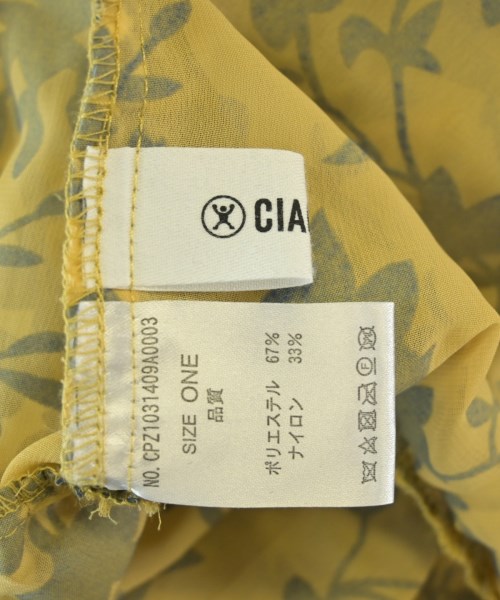 CIA
NO. CPZ1031409A0003
SIZE ONE
品質
ポリエステル 67%
ナイロン 33%